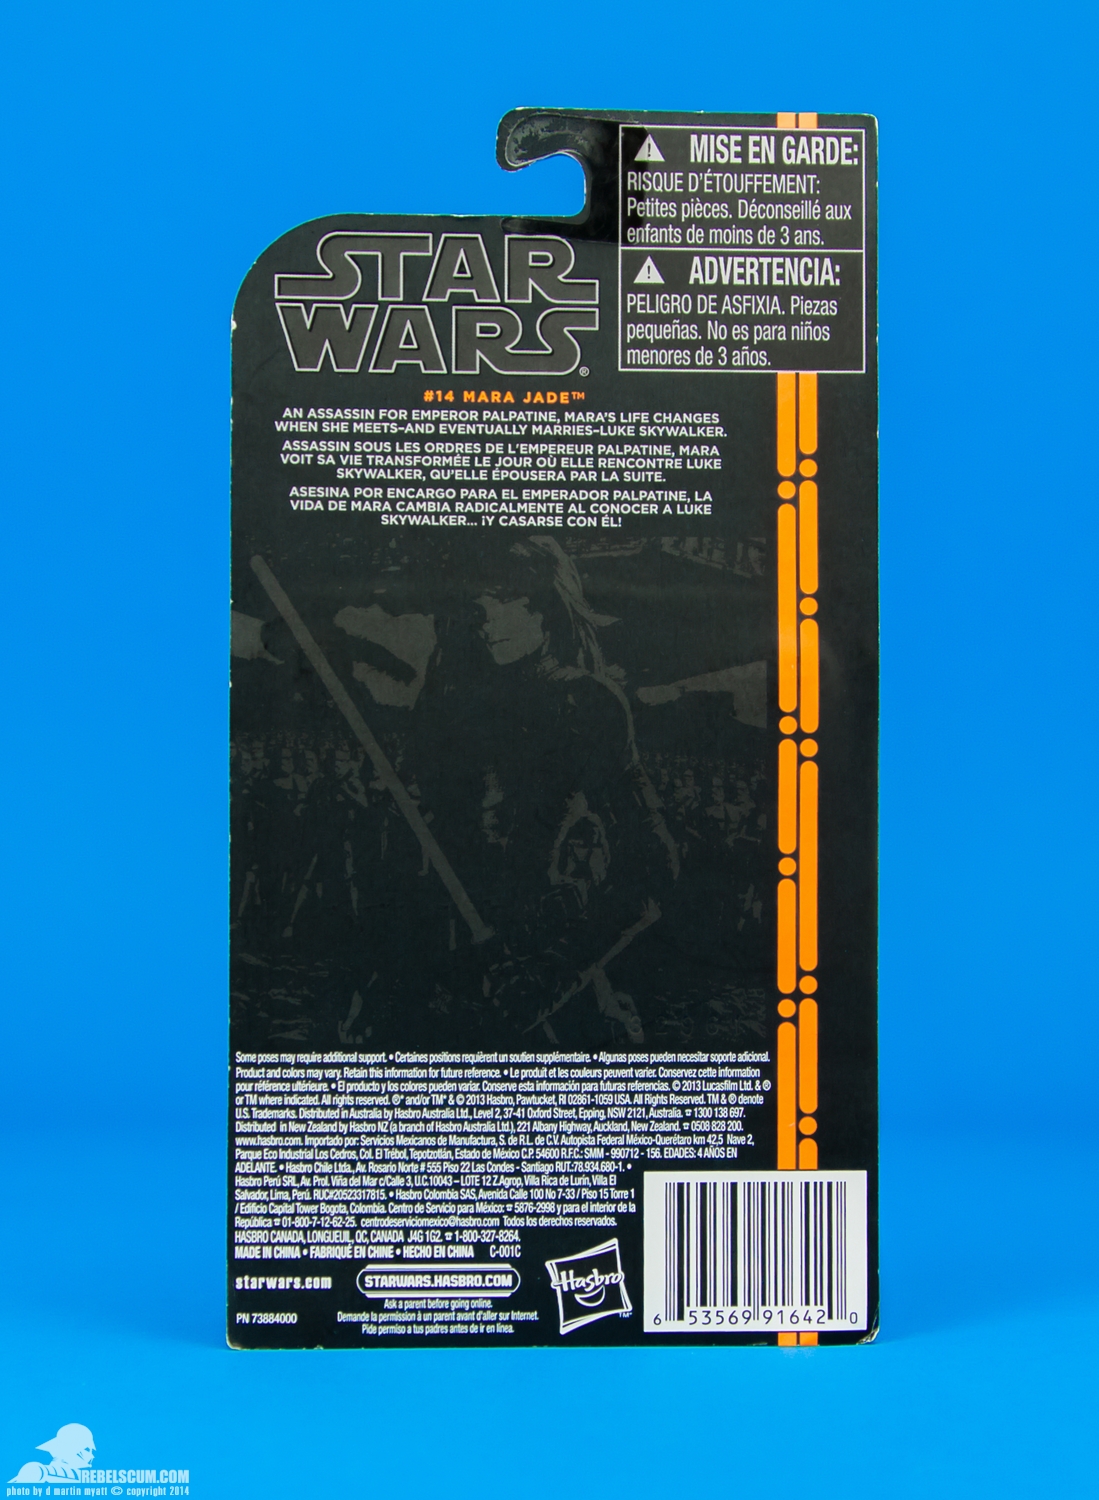 MISE EN GARDE:
RISQUE D'ÉTOUFFEMENT:
Petites pièces. Déconseillé aux
enfants de moins de 3 ans.
ADVERTENCIA:
PELIGRO DE ASFIXIA. Piezas
pequeñas. No es para niños
menores de 3 años.
STAR
WARS®
#14 MARA JADE™
AN ASSASSIN FOR EMPEROR PALPATINE, MARA'S LIFE CHANGES
WHEN SHE MEETS–AND EVENTUALLY MARRIES–LUKE SKYWALKER.
ASSASSIN SOUS LES ORDRES DE L'EMPEREUR PALPATINE, MARA
VOIT SA VIE TRANSFORMÉE LE JOUR OÙ ELLE RENCONTRE LUKE
SKYWALKER, QU'ELLE ÉPOUSERA PAR LA SUITE.
ASESINA POR ENCARGO PARA EL EMPERADOR PALPATINE, LA
VIDA DE MARA CAMBIA RADICALMENTE AL CONOCER A LUKE
SKYWALKER... ¡Y CASARSE CON ÉL!
Some poses may require additional support. • Certaines positions requièrent un soutien supplémentaire. • Algunas poses pueden necesitar soporte adicional.
Product and colors may vary. Retain this information for future reference. • Le produit et les couleurs peuvent varier. Conservez cette information
pour référence ultérieure. • El producto y los colores pueden variar. Conserve esta información para futuras referencias. © 2013 Lucasfilm Ltd. & ®
or TM where indicated. All rights reserved. ®* and/or TM* & © 2013 Hasbro, Pawtucket, RI 02861-1059 USA. All Rights Reserved. TM & ® denote
U.S. Trademarks. Distributed in Australia by Hasbro Australia Ltd., Level 2, 37-41 Oxford Street, Epping, NSW 2121, Australia. ☎ 1300 138 697.
Distributed in New Zealand by Hasbro NZ (a branch of Hasbro Australia Ltd.), 221 Albany Highway, Auckland, New Zealand. ☎ 0508 828 200.
www.hasbro.com. Importado por: Servicios Mexicanos de Manufactura, S. de R.L. de C.V. Autopista Federal México-Querétaro km 42,5 Nave 2,
Parque Eco Industrial Los Cedros, Col. El Trébol, Tepotzotlán, Estado de México C.P. 54600 R.F.C.: SMM - 990712 - 156. EDADES: 4 AÑOS EN
ADELANTE. • Hasbro Chile Ltda., Av. Rosario Norte # 555 Piso 22 Las Condes - Santiago RUT.:78.934.680-1. •
Hasbro Perú SRL, Av. Prol. Viña del Mar c/Calle 3, U.C.10043 – LOTE 12 Z.Agrop, Villa Rica de Lurín, Villa El
Salvador, Lima, Perú. RUC#20523317815. • Hasbro Colombia SAS, Avenida Calle 100 No 7-33 / Piso 15 Torre 1
/ Edificio Capital Tower Bogota, Colombia. Centro de Servicio para México: ☎ 5876-2998 y para el interior de la
República ☎ 01-800-7-12-62-25. centrodeserviciomexico@hasbro.com Todos los derechos reservados.
HASBRO CANADA, LONGUEUIL, QC, CANADA J4G 1G2. ☎ 1-800-327-8264.
MADE IN CHINA • FABRIQUÉ EN CHINE • HECHO EN CHINA C-001C
starwars.com STARWARS.HASBRO.COM
Ask a parent before going online.
PN 73884000 Demande la permission à un parent avant d'aller sur Internet.
Pide permiso a tus padres antes de ir en línea.
Hasbro™
6 53569 91642 0
REBELSCUM.COM
photo by d martin myatt © copyright 2014